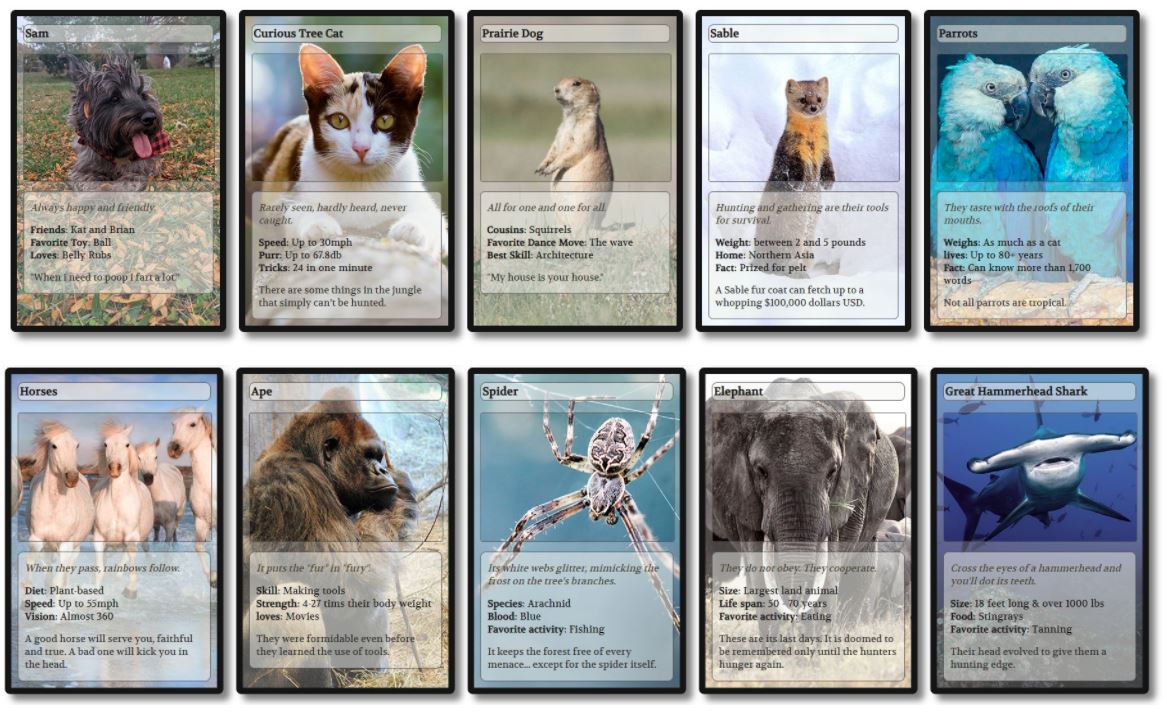 Sam
Always happy and friendly.
Friends: Kat and Brian
Favorite Toy: Ball
Loves: Belly Rubs
"When i need to poop i fart a lot."
Curious Tree Cat
Rarely seen, hardly heard, never
caught.
Speed: Up to 30mph
Purr: Up to 67.8db
Tricks: 24 in one minute
There are some things in the jungle
that simply can't be hunted.
Prairie Dog
All for one and one for all.
Cousins: Squirrels
Favorite Dance Move: The wave
Best Skill: Architecture
"My house is your house."
Sable
Hunting and gathering are their tools
for survival.
Weight: between 2 and 5 pounds
Home: Northern Asia
Fact: Prized for pelt
A Sable fur coat can fetch up to a
whopping $100,000 dollars USD.
Parrots
They taste with the roofs of their
mouths.
Weighs: As much as a cat
lives: Up to 80+ years
Fact: Can know more than 1,700
words
Not all parrots are tropical.
Horses
When they pass, rainbows follow.
Diet: Plant-based
Speed: Up to 55mph
Vision: Almost 360
A good horse will serve you, faithful
and true. A bad one will kick you in
the head.
Ape
It puts the "fur" in "fury".
Skill: Making tools
Strength: 4-27 tims their body weight
loves: Movies
They were formidable even before
they learned the use of tools.
Spider
Its white webs glitter, mimicking the
frost on the tree's branches.
Species: Arachnid
Blood: Blue
Favorite activity: Fishing
It keeps the forest free of every
menace... except for the spider itself.
Elephant
They do not obey. They cooperate.
Size: Largest land animal
Life span: 50 - 70 years
Favorite activity: Eating
These are its last days. It is doomed to
be remembered only until the hunters
hunger again.
Great Hammerhead Shark
Cross the eyes of a hammerhead and
you'll dot its teeth.
Size: 18 feet long & over 1000 lbs
Food: Stingrays
Favorite activity: Tanning
Their head evolved to give them a
hunting edge.